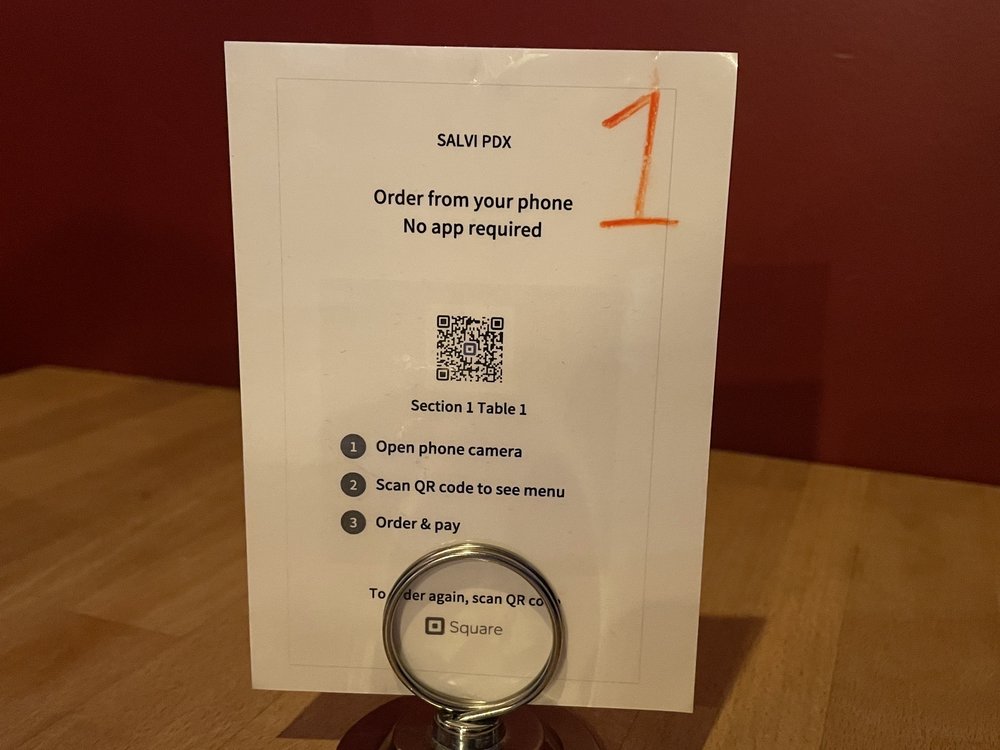 SALVI PDX
1
Order from your phone
No app required
Section 1 Table 1
1 Open phone camera
2 Scan QR code to see menu
3 Order & pay
To again, scan QR
Square